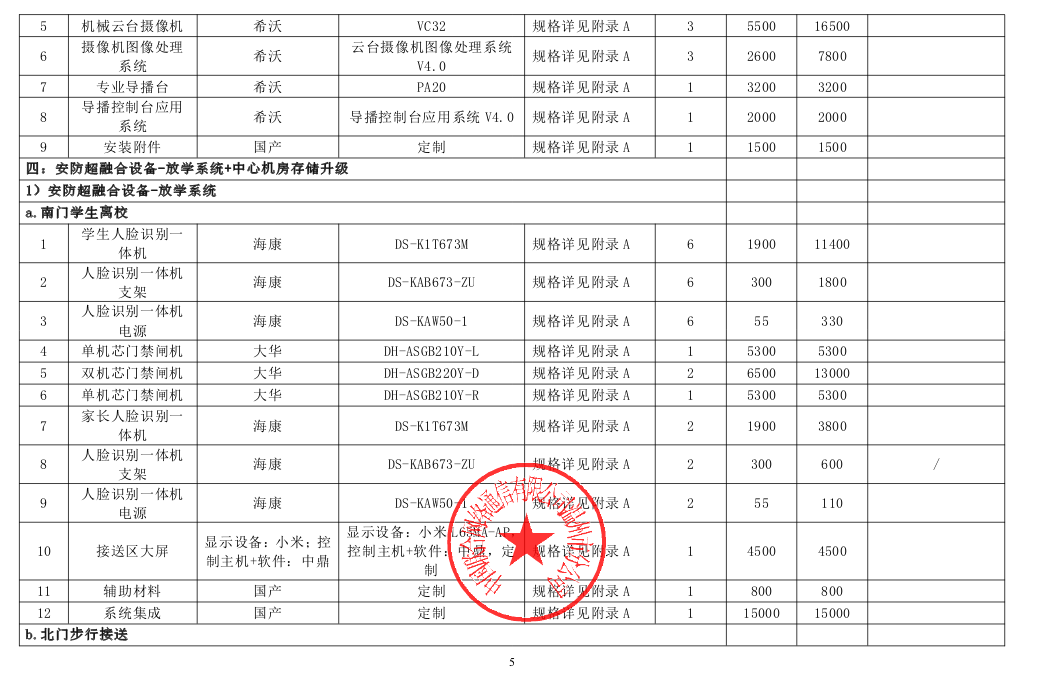 5 机械云台摄像机 希沃 VC32 规格详见附录 A 3 5500 16500
6 摄像机图像处理系统 希沃 云台摄像机图像处理系统 V4.0 规格详见附录 A 3 2600 7800
7 专业导播台 希沃 PA20 规格详见附录 A 1 3200 3200
8 导播控制台应用系统 希沃 导播控制台应用系统 V4.0 规格详见附录 A 1 2000 2000
9 安装附件 国产 定制 规格详见附录 A 1 1500 1500
四：安防超融合设备-放学系统+中心机房存储升级
1）安防超融合设备-放学系统
a.南门学生离校
1 学生人脸识别一体机 海康 DS-K1T673M 规格详见附录 A 6 1900 11400
2 人脸识别一体机支架 海康 DS-KAB673-ZU 规格详见附录 A 6 300 1800
3 人脸识别一体机电源 海康 DS-KAW50-1 规格详见附录 A 6 55 330
4 单机芯门禁闸机 大华 DH-ASGB210Y-L 规格详见附录 A 1 5300 5300
5 双机芯门禁闸机 大华 DH-ASGB220Y-D 规格详见附录 A 2 6500 13000
6 单机芯门禁闸机 大华 DH-ASGB210Y-R 规格详见附录 A 1 5300 5300
7 家长人脸识别一体机 海康 DS-K1T673M 规格详见附录 A 2 1900 3800
8 人脸识别一体机支架 海康 DS-KAB673-ZU 规格详见附录 A 2 300 600 /
9 人脸识别一体机电源 海康 DS-KAW50-1 规格详见附录 A 2 55 110
10 接送区大屏 显示设备：小米；控制主机+软件：中鼎 显示设备：小米 控制主机+软件：中鼎，定制 规格详见附录 A 1 4500 4500
11 辅助材料 国产 定制 规格详见附录 A 1 800 800
12 系统集成 国产 定制 规格详见附录 A 1 15000 15000
b.北门步行接送
中国联合网络通信有限公司温州市分公司
5